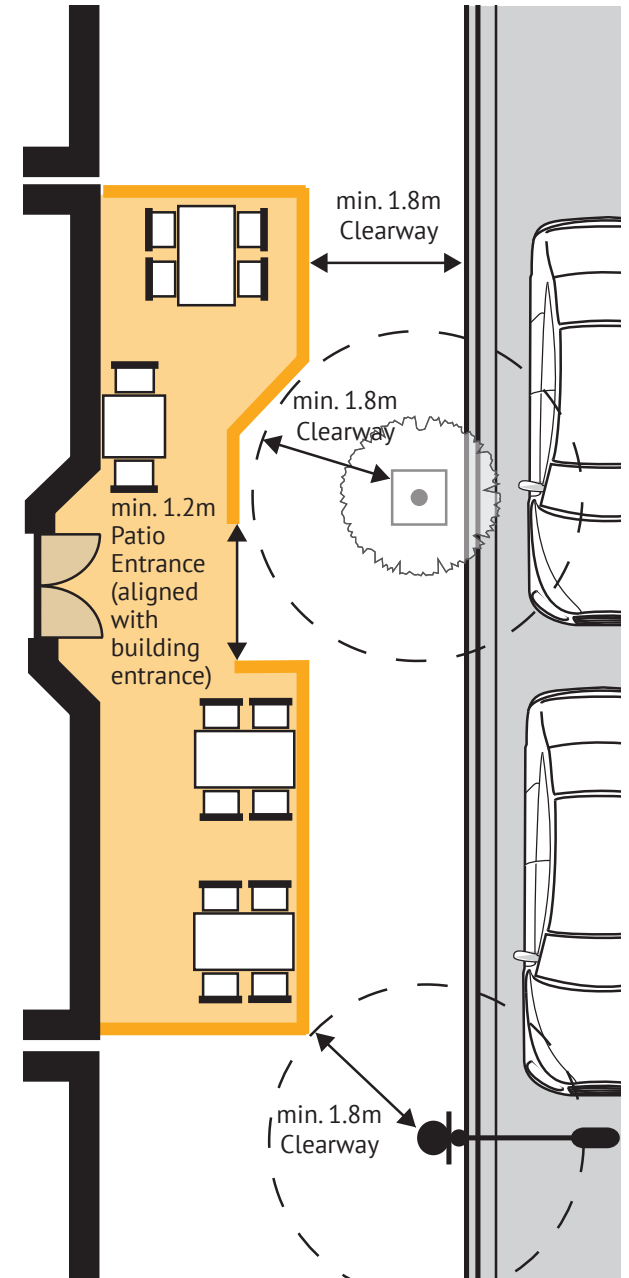 min. 1.8m
Clearway
min. 1.8m
Clearway
min. 1.2m
Patio
Entrance
(aligned
with
building
entrance)
min. 1.8m
Clearway